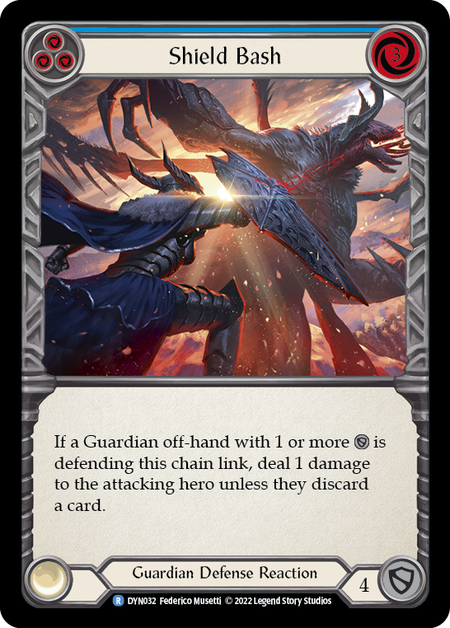 Shield Bash
3
If a Guardian off-hand with 1 or more is
defending this chain link, deal 1 damage
to the attacking hero unless they discard
a card.
Guardian Defense Reaction
4
R DYN032 Federico Musetti © 2022 Legend Story Studios